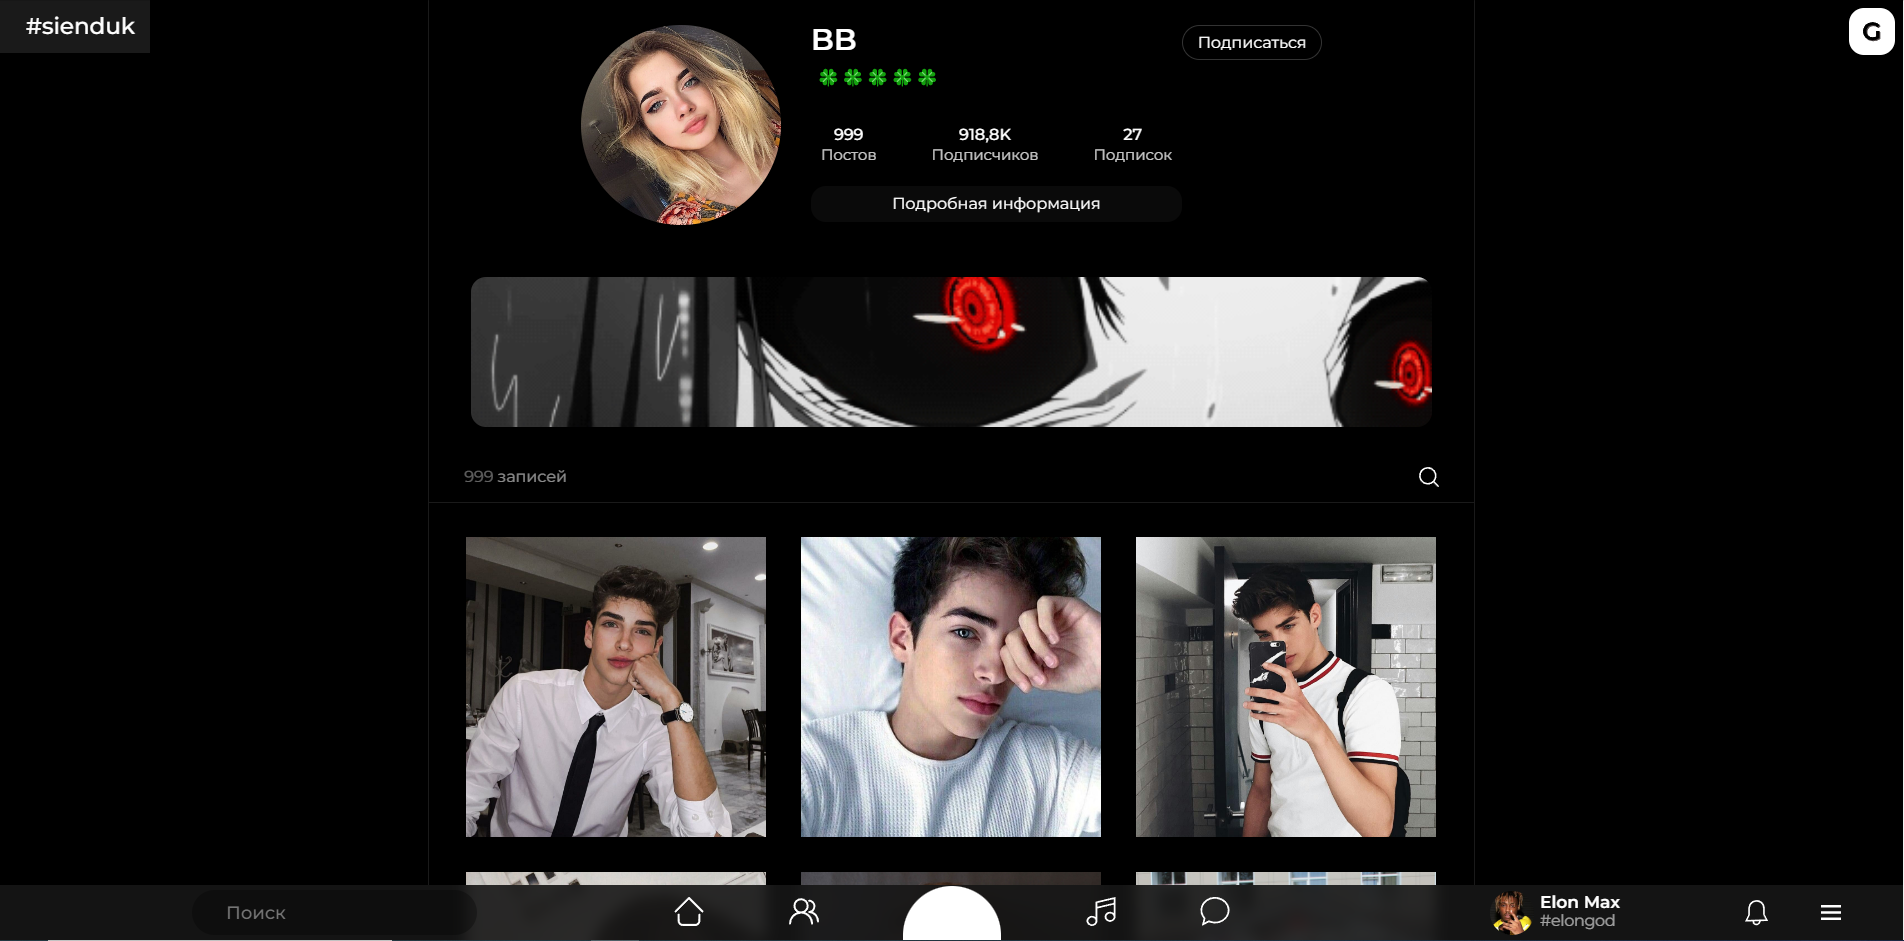 #sienduk
BB
Подписаться
G
999
Постов
918,8K
Подписчиков
27
Подписок
Подробная информация
999 записей
Поиск
Elon Max
#elongod